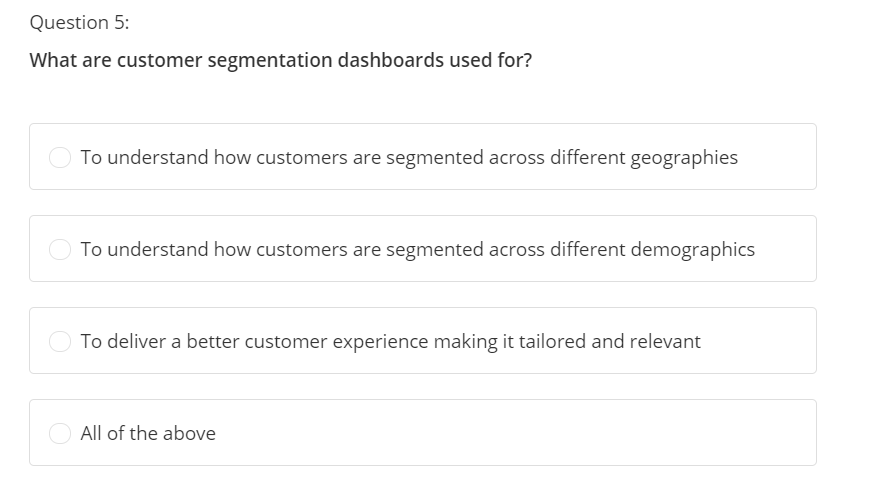 Question 5:
What are customer segmentation dashboards used for?
To understand how customers are segmented across different geographies
To understand how customers are segmented across different demographics
To deliver a better customer experience making it tailored and relevant
All of the above